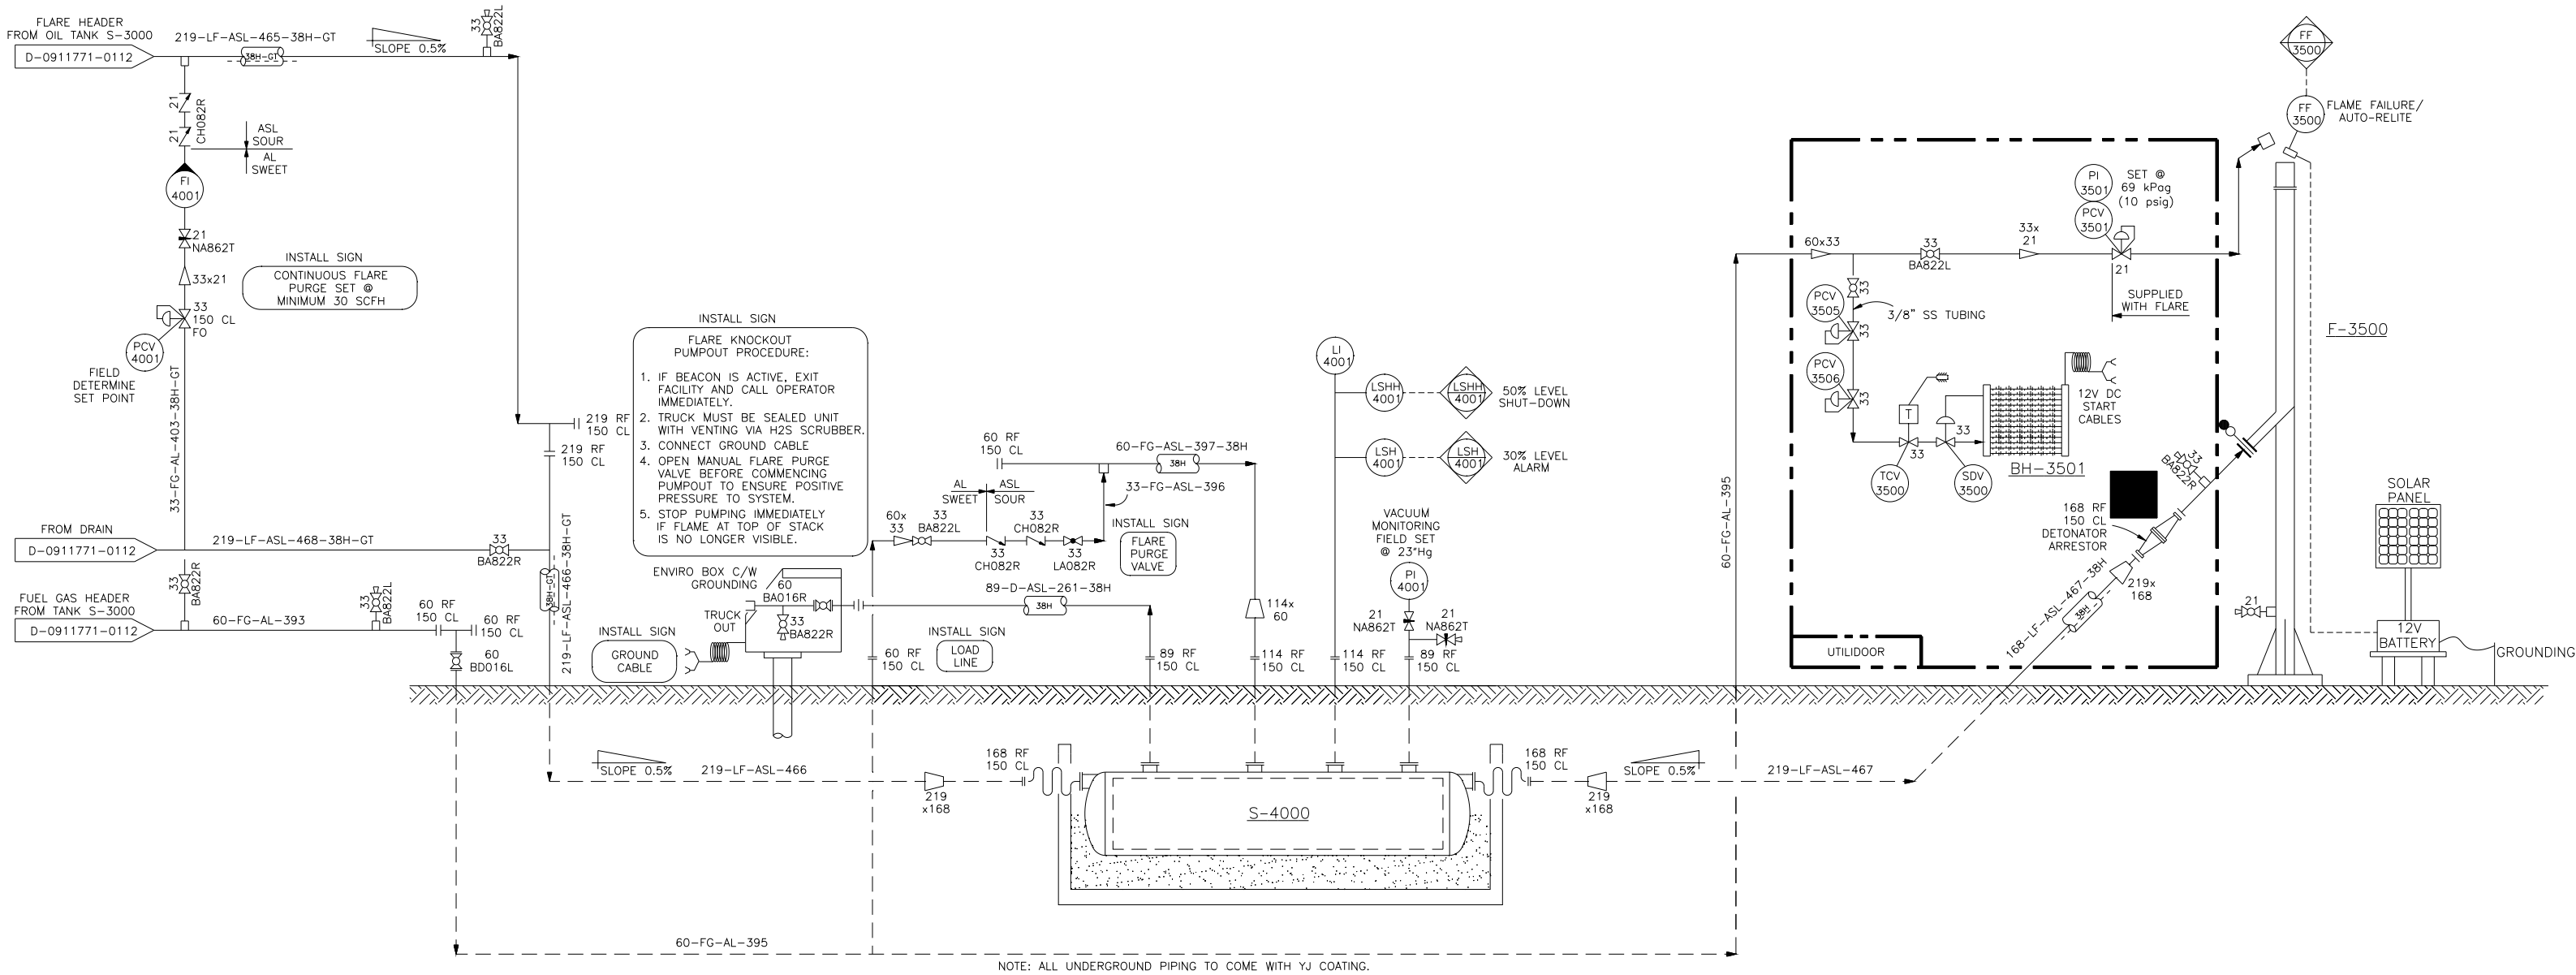 FLARE HEADER
FROM OIL TANK S-3000
D-0911771-0112
219-LF-ASL-465-38H-GT
38H-GT
SLOPE 0.5%
33
BA822L
21
21
CH082R
ASL
SOUR
AL
SWEET
FI
4001
21
NA862T
33x21
33
150 CL
FO
PCV
4001
FIELD
DETERMINE
SET POINT
33-FG-AL-403-38H-GT
INSTALL SIGN
CONTINUOUS FLARE
PURGE SET @
MINIMUM 30 SCFH
219 RF
150 CL
219 RF
150 CL
FROM DRAIN
D-0911771-0112
219-LF-ASL-468-38H-GT
33
BA822R
38H-GT
219-LF-ASL-466-38H-GT
33
BA822R
33
BA822L
FUEL GAS HEADER
FROM TANK S-3000
D-0911771-0112
60-FG-AL-393
60 RF
150 CL
60 RF
150 CL
60
BD016L
INSTALL SIGN
FLARE KNOCKOUT
PUMPOUT PROCEDURE:
1. IF BEACON IS ACTIVE, EXIT
FACILITY AND CALL OPERATOR
IMMEDIATELY.
2. TRUCK MUST BE SEALED UNIT
WITH VENTING VIA H2S SCRUBBER.
3. CONNECT GROUND CABLE
4. OPEN MANUAL FLARE PURGE
VALVE BEFORE COMMENCING
PUMPOUT TO ENSURE POSITIVE
PRESSURE TO SYSTEM.
5. STOP PUMPING IMMEDIATELY
IF FLAME AT TOP OF STACK
IS NO LONGER VISIBLE.
ENVIRO BOX C/W
GROUNDING
60
BA016R
TRUCK
OUT
33
BA822R
INSTALL SIGN
GROUND
CABLE
60 RF
150 CL
INSTALL SIGN
LOAD
LINE
89-D-ASL-261-38H
38H
89 RF
150 CL
60x
33
33
BA822L
AL
SWEET
ASL
SOUR
33
CH082R
33
CH082R
33
LA082R
60 RF
150 CL
60-FG-ASL-397-38H
38H
33-FG-ASL-396
INSTALL SIGN
FLARE
PURGE
VALVE
114x
60
114 RF
150 CL
LI
4001
LSHH
4001
LSHH
4001
50% LEVEL
SHUT-DOWN
LSH
4001
LSH
4001
30% LEVEL
ALARM
114 RF
150 CL
VACUUM
MONITORING
FIELD SET
@ 23"Hg
PI
4001
21
NA862T
21
NA862T
89 RF
150 CL
SLOPE 0.5%
219-LF-ASL-466
219
x168
168 RF
150 CL
S-4000
168 RF
150 CL
219
x168
SLOPE 0.5%
219-LF-ASL-467
60-FG-AL-395
NOTE: ALL UNDERGROUND PIPING TO COME WITH YJ COATING.
60-FG-AL-395
60x33
33
BA822L
33x
21
PI
3501
PCV
3501
SET @
69 kPag
(10 psig)
21
SUPPLIED
WITH FLARE
33
3/8" SS TUBING
PCV
3505
33
PCV
3506
33
T
33
33
TCV
3500
SDV
3500
BH-3501
12V DC
START
CABLES
UTILIDOOR
168 RF
150 CL
DETONATOR
ARRESTOR
33
BA822R
219x
168
38H
168-LF-ASL-467-38H
FF
3500
FF
3500
FLAME FAILURE/
AUTO-RELITE
F-3500
21
SOLAR
PANEL
12V
BATTERY
GROUNDING